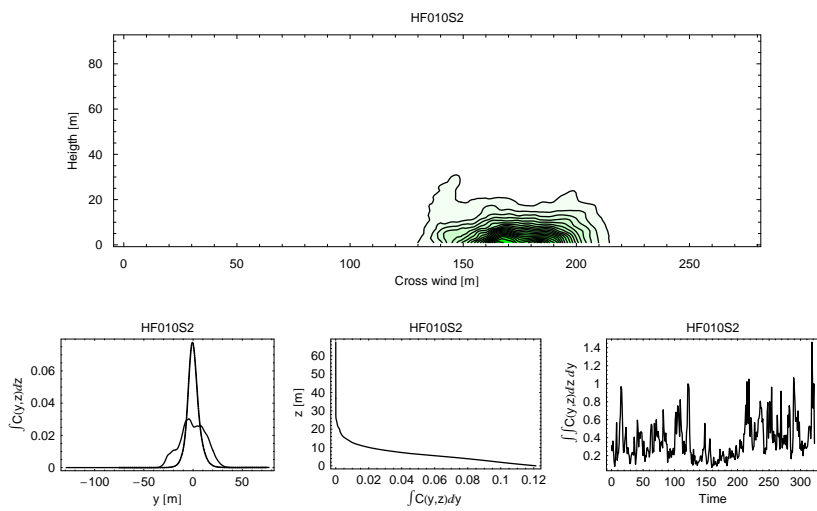 HF010S2
Heigth [m]
80
60
40
20
0
0 50 100 150 200 250
Cross wind [m]
HF010S2
∫C(y,z)dz
0.06
0.04
0.02
0
−100 −50 0 50
y [m]
HF010S2
z [m]
60
50
40
30
20
10
0
0 0.02 0.04 0.06 0.08 0.1 0.12
∫C(y,z)dy
HF010S2
∫∫C(y,z)dz dy
1.4
1.2
1
0.8
0.6
0.4
0.2
0 50 100 150 200 250 300
Time